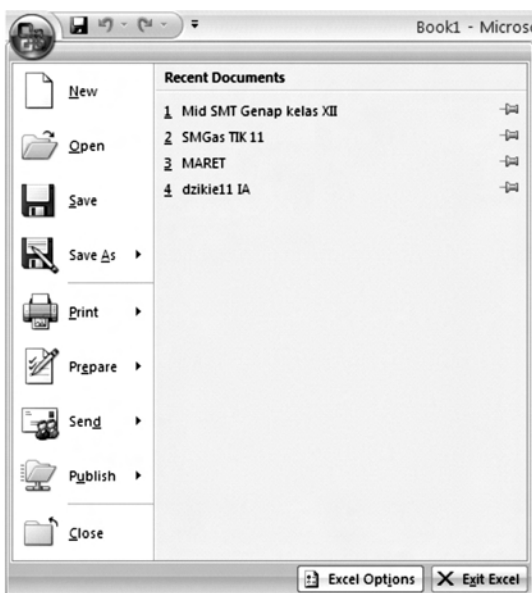 Book1 - Micros
New
Open
Save
Save As
Print
Prepare
Send
Publish
Close
Recent Documents
1 Mid SMT Genap kelas XII
2 SMGas TIK 11
3 MARET
4 dzikie11 IA
Excel Options
Exit Excel